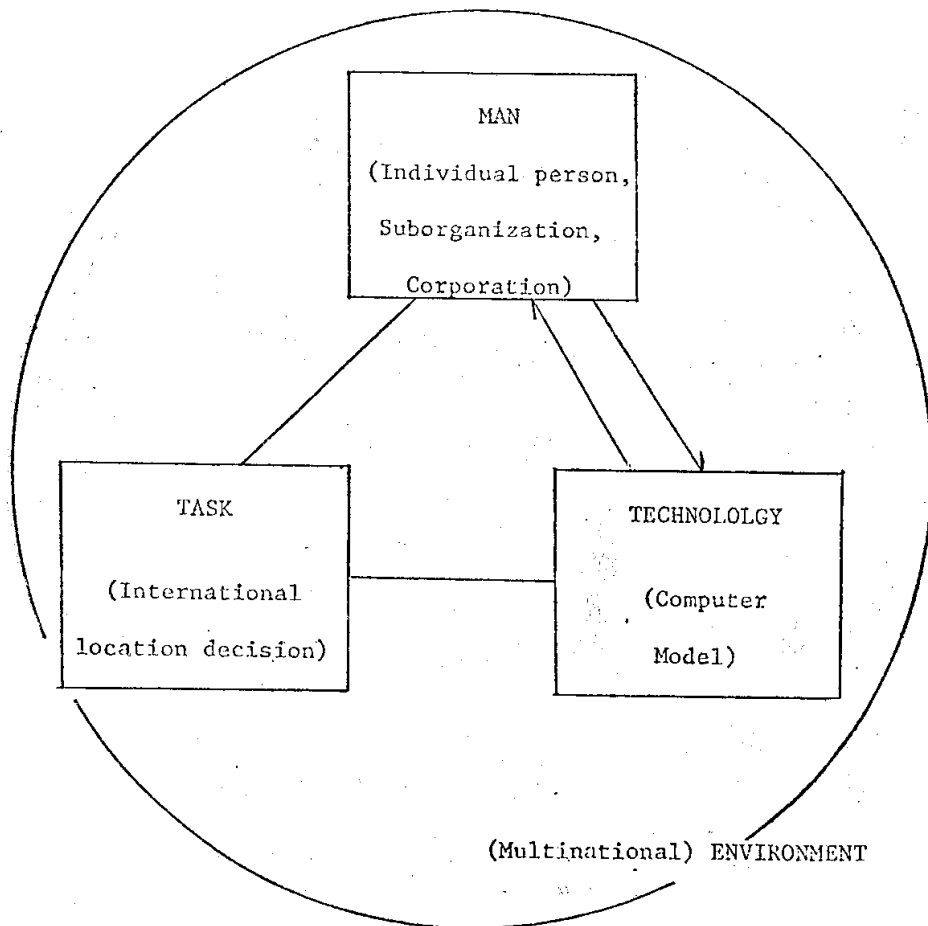 MAN
(Individual person,
Suborganization,
Corporation)
TASK
(International
location decision)
TECHNOLOLGY
(Computer
Model)
(Multinational) ENVIRONMENT